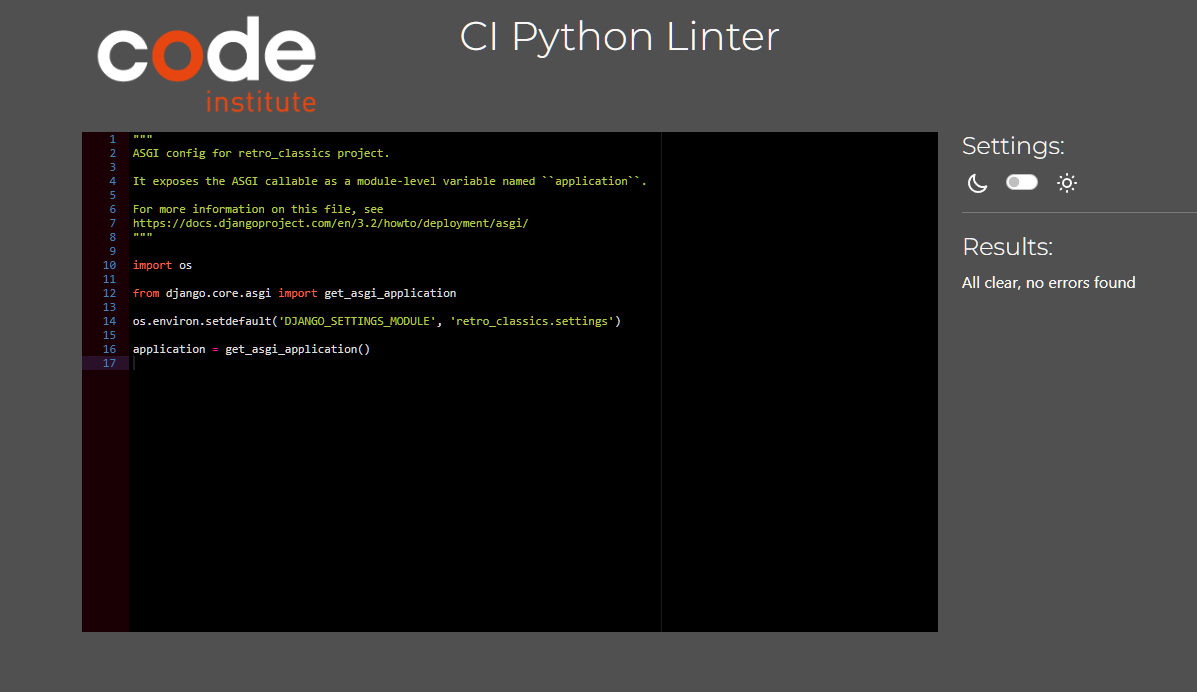 code
institute
CI Python Linter
1 """
2 ASGI config for retro_classics project.
3
4 It exposes the ASGI callable as a module-level variable named ``application``.
5
6 For more information on this file, see
7 https://docs.djangoproject.com/en/3.2/howto/deployment/asgi/
8 """
9
10 import os
11
12 from django.core.asgi import get_asgi_application
13
14 os.environ.setdefault('DJANGO_SETTINGS_MODULE', 'retro_classics.settings')
15
16 application = get_asgi_application()
17
Settings:
Results:
All clear, no errors found